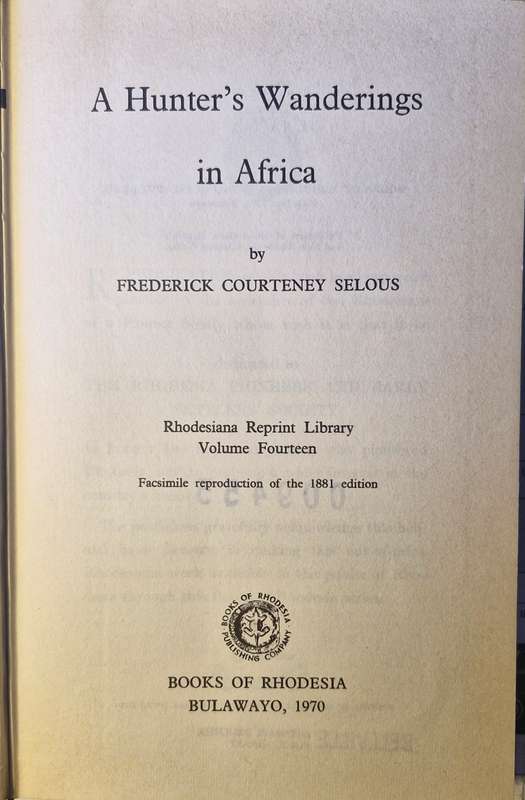 A Hunter's Wanderings
in Africa
by
FREDERICK COURTENEY SELOUS
Rhodesiana Reprint Library
Volume Fourteen
Facsimile reproduction of the 1881 edition
BOOKS OF RHODESIA
PUBLISHING COMPANY
BOOKS OF RHODESIA
BULAWAYO, 1970